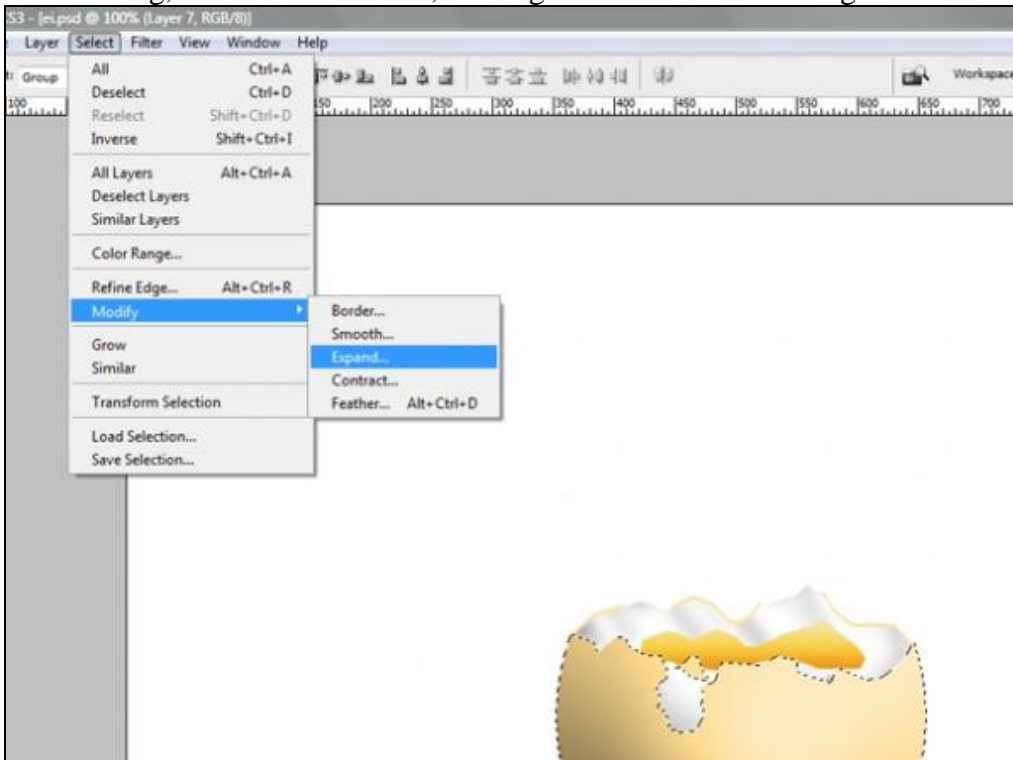 S3 - [ei.psd @ 100% (Layer 7, RGB/8)]
Layer Select Filter View Window Help
Group
Workspace
100 150 200 250 300 350 400 450 500 550 600 650 700
All Ctrl+A
Deselect Ctrl+D
Reselect Shift+Ctrl+D
Inverse Shift+Ctrl+I
All Layers Alt+Ctrl+A
Deselect Layers
Similar Layers
Color Range...
Refine Edge... Alt+Ctrl+R
Modify
Border...
Smooth...
Expand...
Contract...
Feather... Alt+Ctrl+D
Grow
Similar
Transform Selection
Load Selection...
Save Selection...